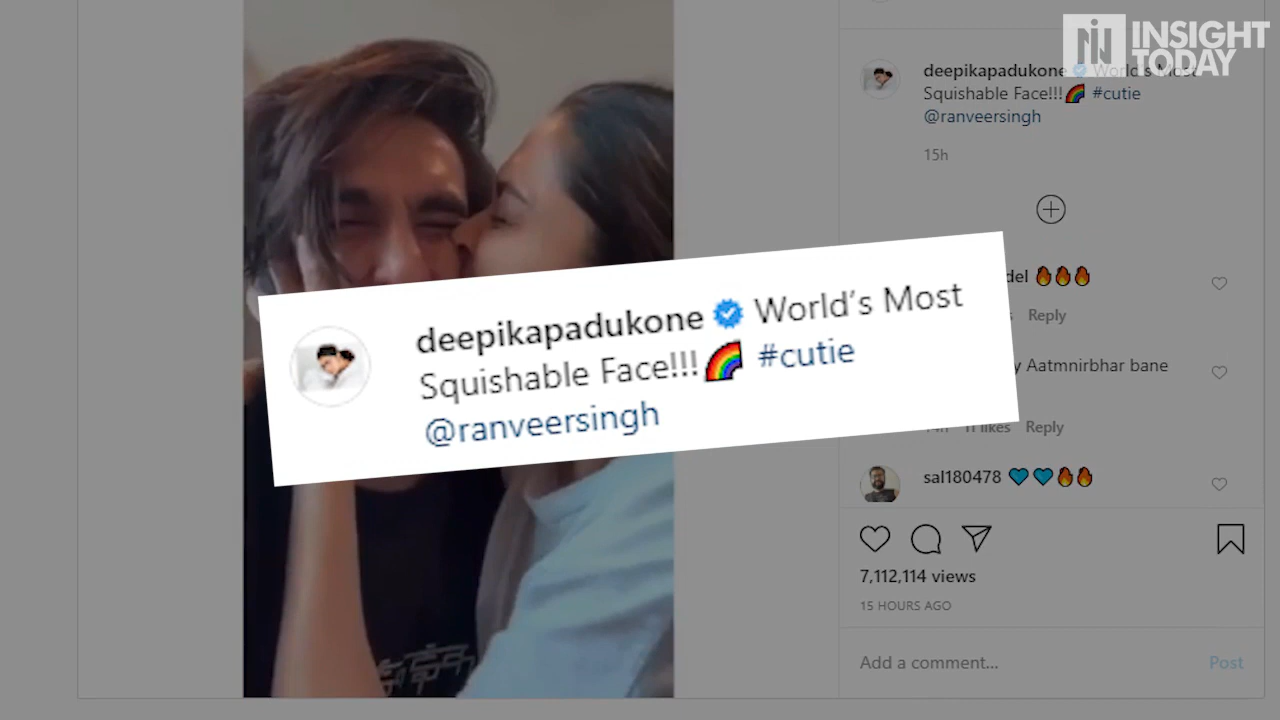 INSIGHT
TODAY
deepikapadukone World's Most
Squishable Face!!!🌈 #cutie
@ranveersingh
15h
deepikapadukone World’s Most
Squishable Face!!!🌈 #cutie
@ranveersingh
del 🔥🔥🔥
Reply
y Aatmnirbhar bane
14h 11 likes Reply
sal180478 💙💙🔥🔥
7,112,114 views
15 HOURS AGO
Add a comment... Post